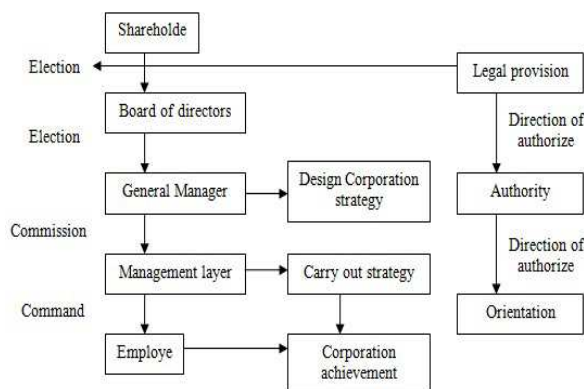 Shareholde
Election
Legal provision
Board of directors
Direction of
authorize
Election
General Manager
Design Corporation
strategy
Authority
Commission
Direction of
authorize
Management layer
Carry out strategy
Command
Orientation
Employe
Corporation
achievement